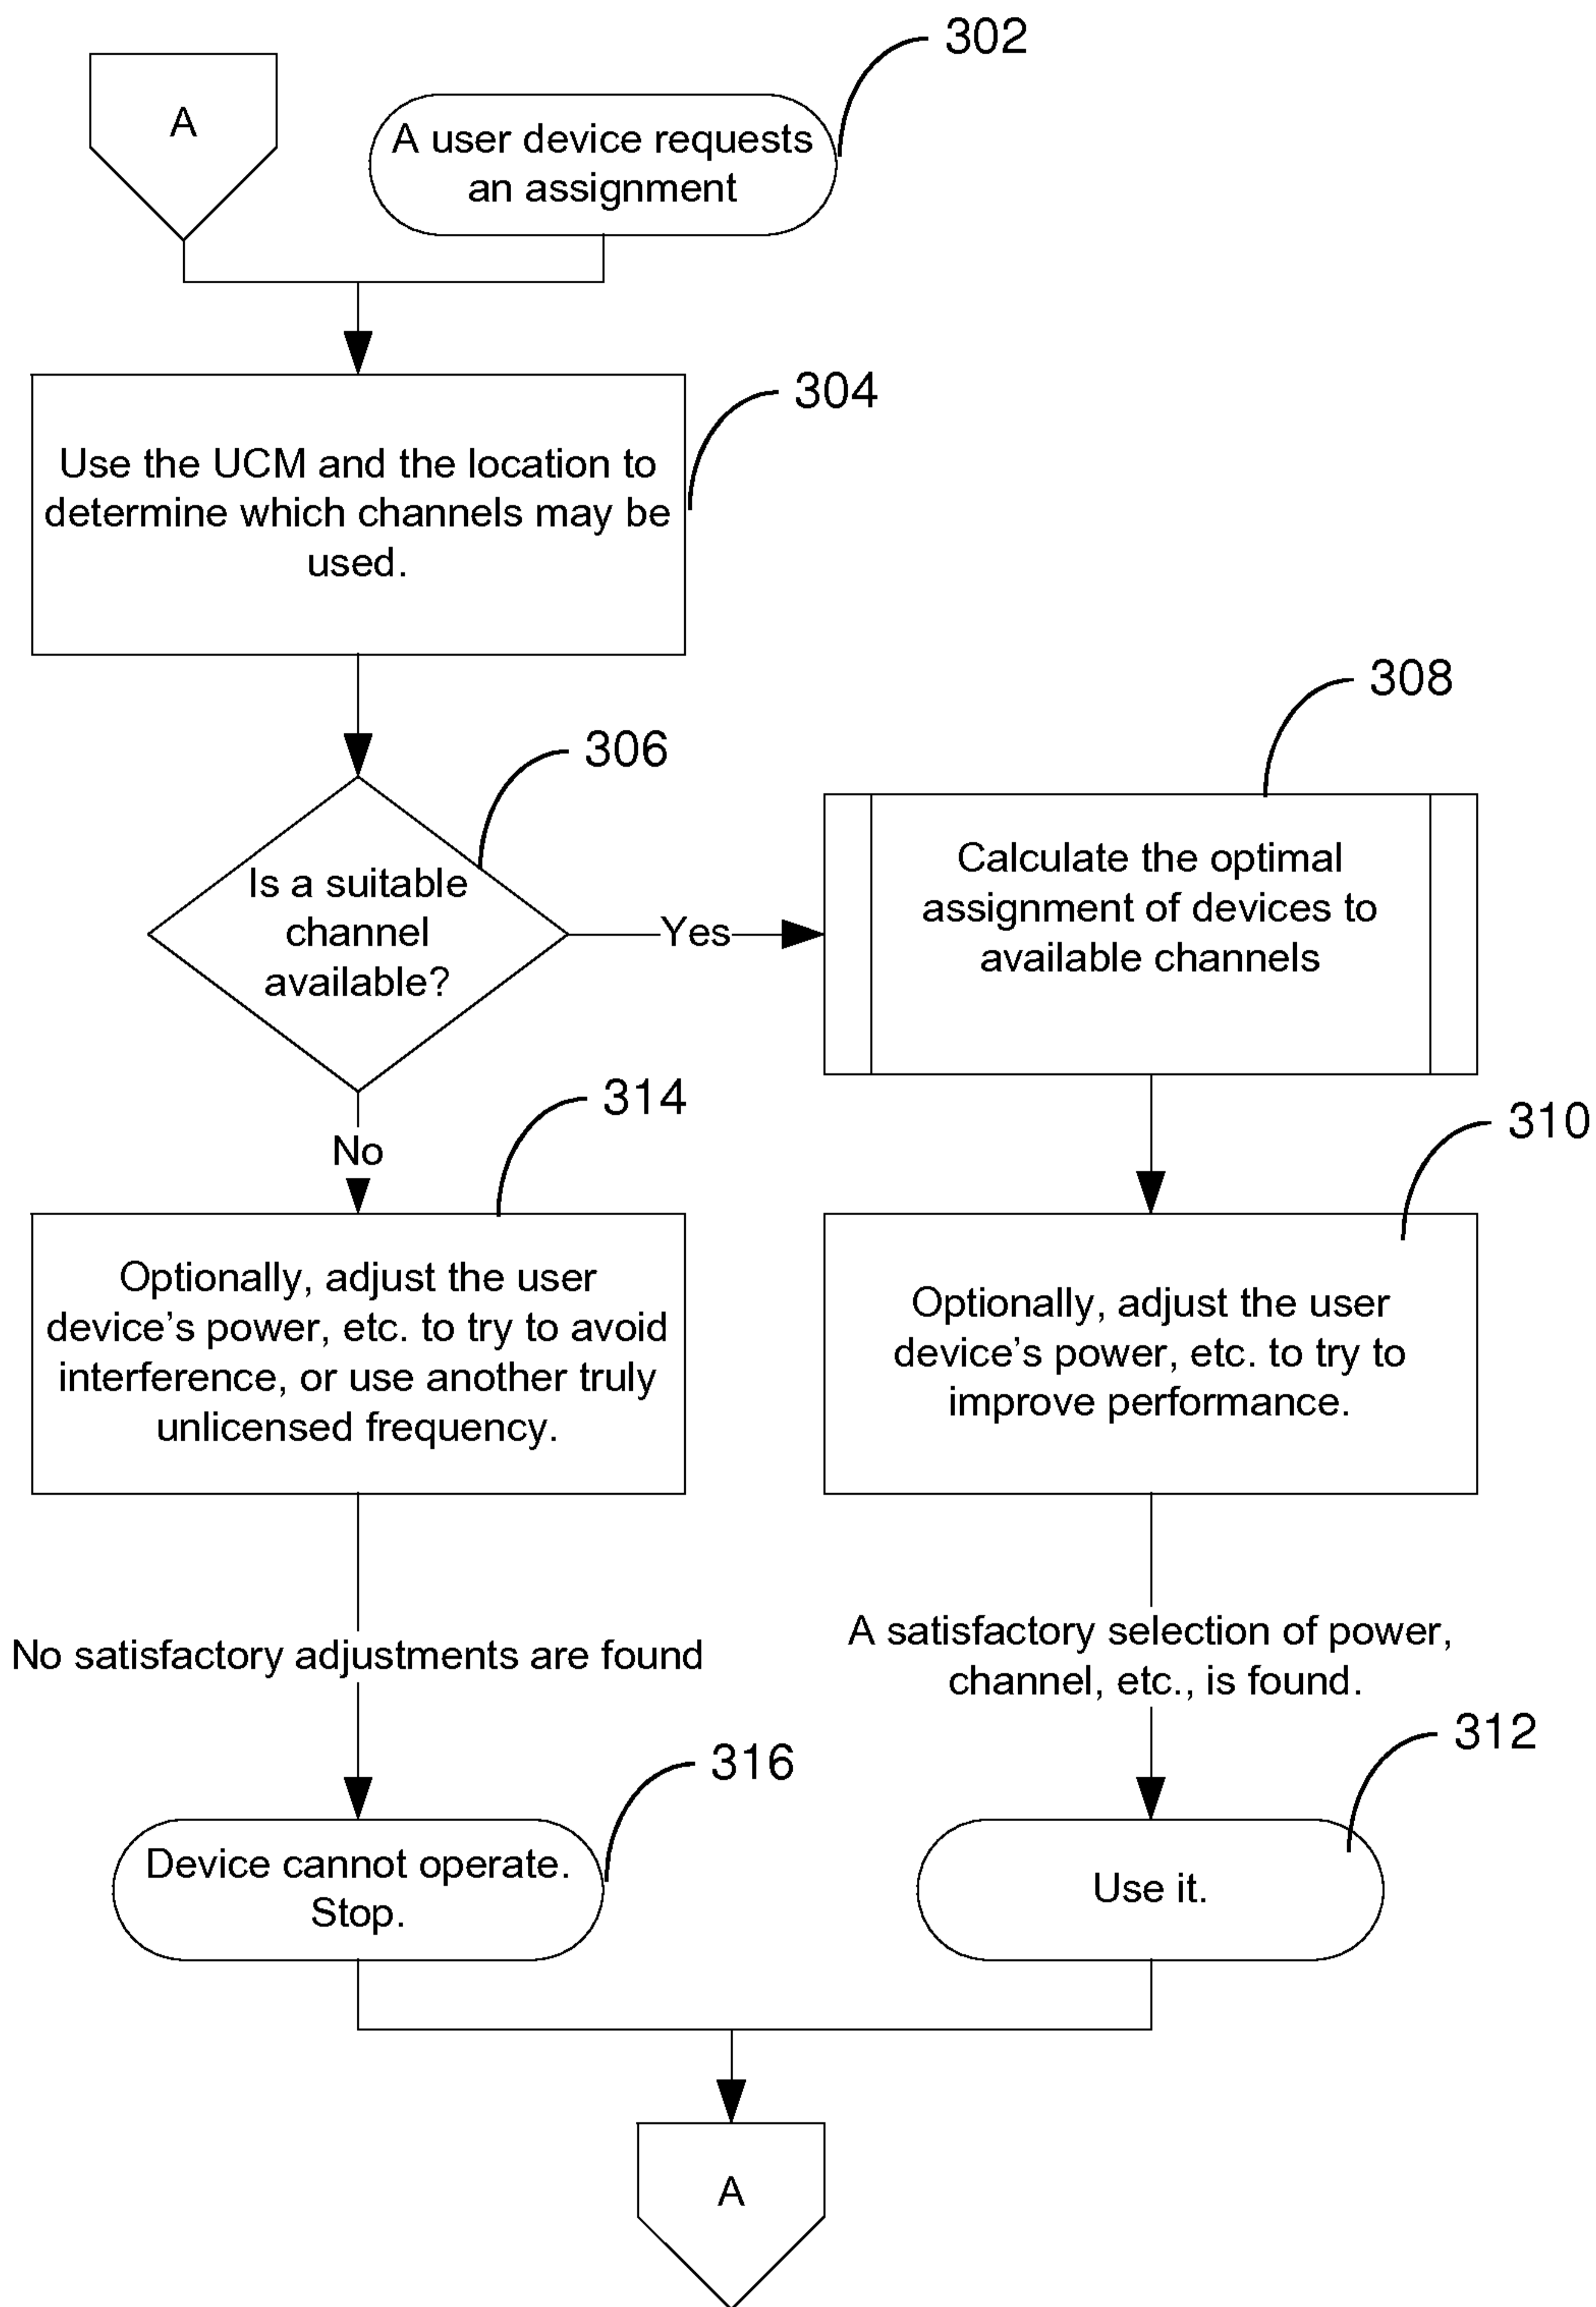 302
A
A user device requests
an assignment
304
Use the UCM and the location to
determine which channels may be
used.
308
306
Is a suitable
channel
available?
Yes
Calculate the optimal
assignment of devices to
available channels
314
310
No
Optionally, adjust the user
device's power, etc. to try to avoid
interference, or use another truly
unlicensed frequency.
Optionally, adjust the user
device's power, etc. to try to
improve performance.
No satisfactory adjustments are found
A satisfactory selection of power,
channel, etc., is found.
316
312
Device cannot operate.
Stop.
Use it.
A